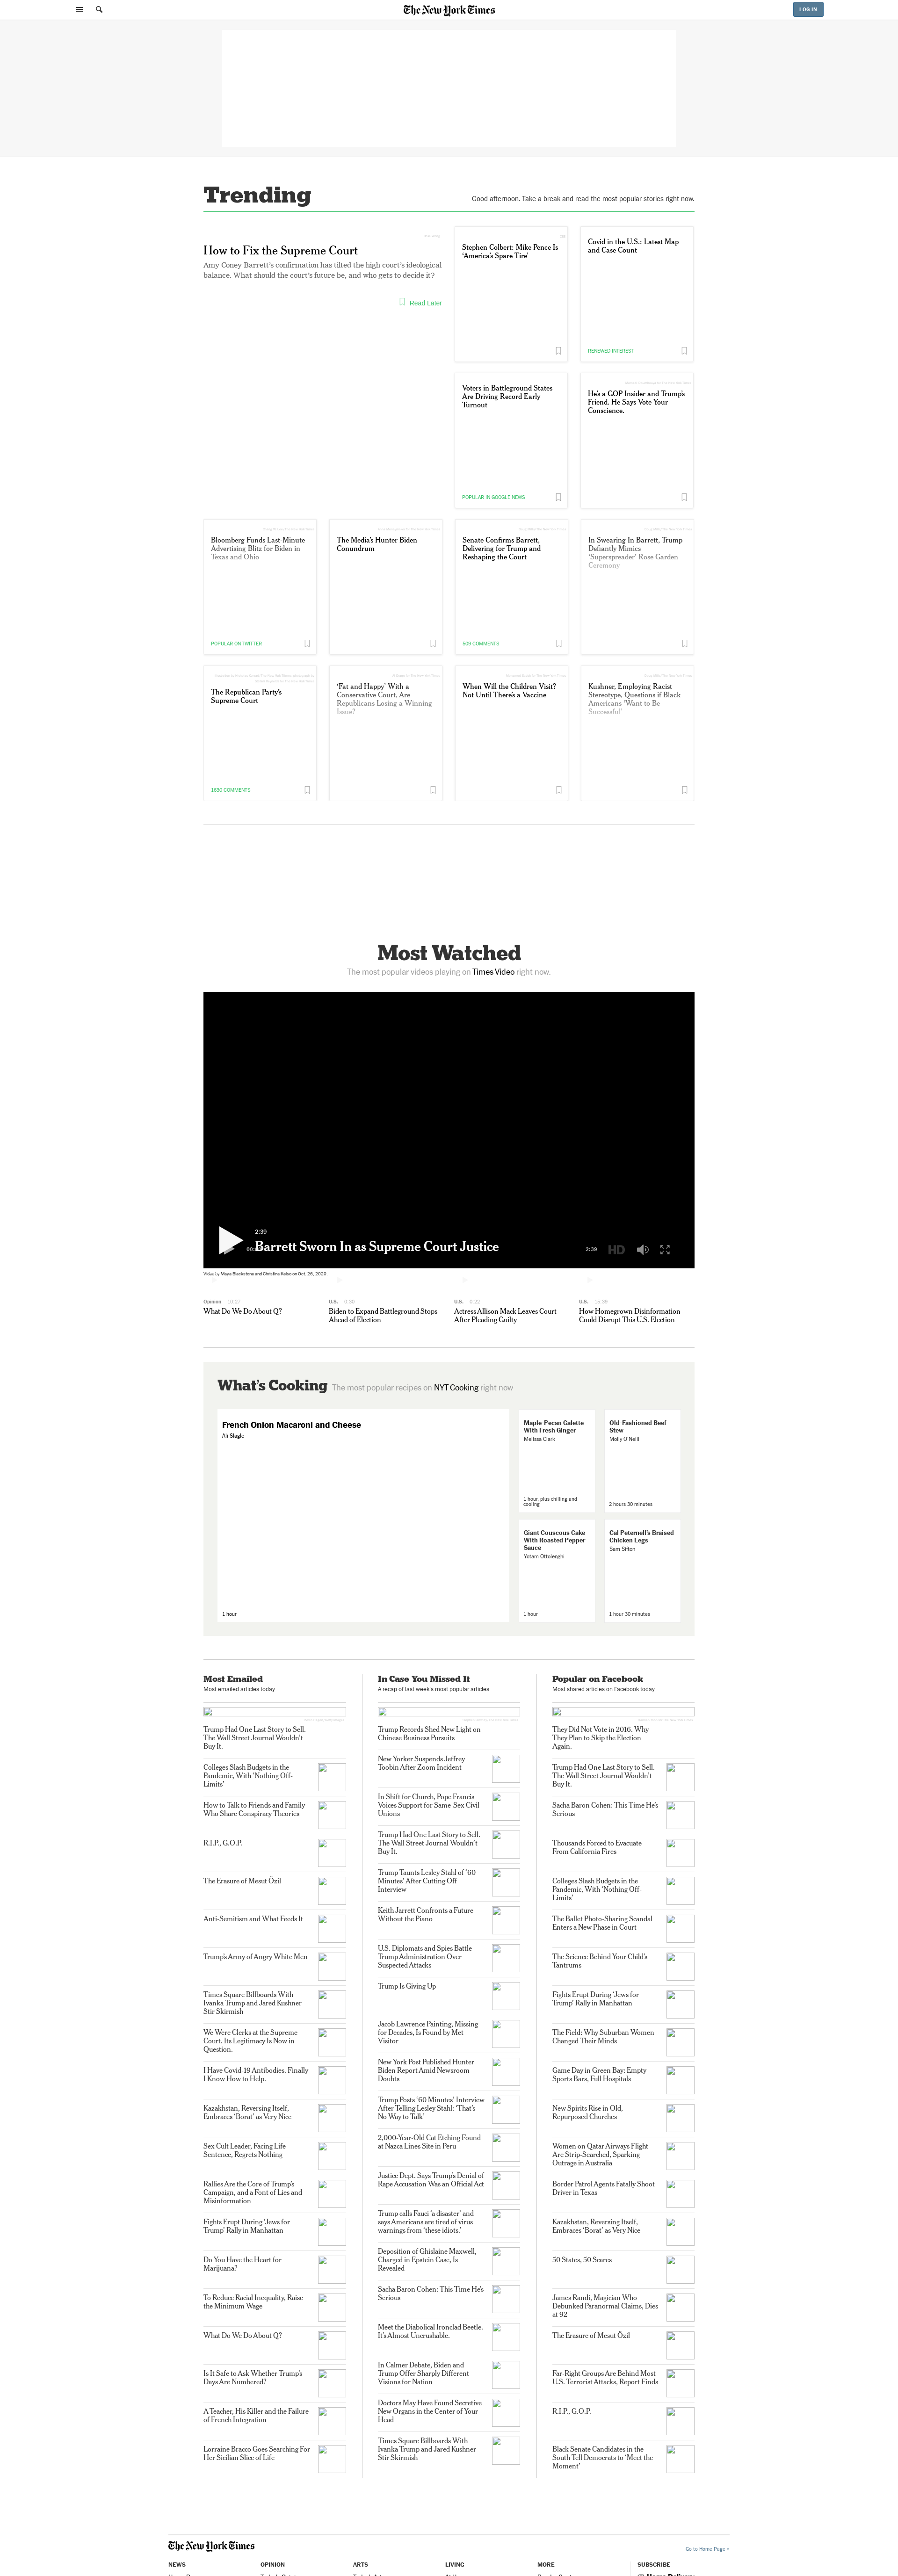 The New York Times
LOG IN
Trending
Good afternoon. Take a break and read the most popular stories right now.
How to Fix the Supreme Court
Amy Coney Barrett's confirmation has tilted the high court's ideological
balance. What should the court's future be, and who gets to decide it?
Read Later
Stephen Colbert: Mike Pence Is
‘America’s Spare Tire’
Covid in the U.S.: Latest Map
and Case Count
RENEWED INTEREST
Voters in Battleground States
Are Driving Record Early
Turnout
POPULAR IN GOOGLE NEWS
He’s a GOP Insider and Trump’s
Friend. He Says Vote Your
Conscience.
Bloomberg Funds Last-Minute
Advertising Blitz for Biden in
Texas and Ohio
POPULAR ON TWITTER
The Media’s Hunter Biden
Conundrum
Senate Confirms Barrett,
Delivering for Trump and
Reshaping the Court
509 COMMENTS
In Swearing In Barrett, Trump
Defiantly Mimics
‘Superspreader’ Rose Garden
Ceremony
The Republican Party’s
Supreme Court
1630 COMMENTS
‘Fat and Happy’ With a
Conservative Court, Are
Republicans Losing a Winning
Issue?
When Will the Children Visit?
Not Until There’s a Vaccine
Kushner, Employing Racist
Stereotype, Questions if Black
Americans ‘Want to Be
Successful’
Most Watched
The most popular videos playing on Times Video right now.
2:39
Barrett Sworn In as Supreme Court Justice
2:39
HD
Video by Maya Blackstone and Christina Kelso on Oct. 26, 2020.
Opinion 10:27
What Do We Do About Q?
U.S. 6:30
Biden to Expand Battleground Stops
Ahead of Election
U.S. 0:32
Actress Allison Mack Leaves Court
After Pleading Guilty
U.S. 15:39
How Homegrown Disinformation
Could Disrupt This U.S. Election
What’s Cooking The most popular recipes on NYT Cooking right now
French Onion Macaroni and Cheese
Ali Slagle
1 hour
Maple-Pecan Galette
With Fresh Ginger
Melissa Clark
1 hour, plus chilling and
cooling
Old-Fashioned Beef
Stew
Molly O’Neill
2 hours 30 minutes
Giant Couscous Cake
With Roasted Pepper
Sauce
Yotam Ottolenghi
1 hour
Cal Peternell’s Braised
Chicken Legs
Sam Sifton
1 hour 30 minutes
Most Emailed
Most emailed articles today
Trump Had One Last Story to Sell.
The Wall Street Journal Wouldn’t
Buy It.
Colleges Slash Budgets in the
Pandemic, With ‘Nothing Off-
Limits’
How to Talk to Friends and Family
Who Share Conspiracy Theories
R.I.P., G.O.P.
The Erasure of Mesut Özil
Anti-Semitism and What Feeds It
Trump’s Army of Angry White Men
Times Square Billboards With
Ivanka Trump and Jared Kushner
Stir Skirmish
We Were Clerks at the Supreme
Court. Its Legitimacy Is Now in
Question.
I Have Covid-19 Antibodies. Finally
I Know How to Help.
Kazakhstan, Reversing Itself,
Embraces ‘Borat’ as Very Nice
Sex Cult Leader, Facing Life
Sentence, Regrets Nothing
Rallies Are the Core of Trump’s
Campaign, and a Font of Lies and
Misinformation
Fights Erupt During ‘Jews for
Trump’ Rally in Manhattan
Do You Have the Heart for
Marijuana?
To Reduce Racial Inequality, Raise
the Minimum Wage
What Do We Do About Q?
Is It Safe to Ask Whether Trump’s
Days Are Numbered?
A Teacher, His Killer and the Failure
of French Integration
Lorraine Bracco Goes Searching For
Her Sicilian Slice of Life
In Case You Missed It
A recap of last week’s most popular articles
Trump Records Shed New Light on
Chinese Business Pursuits
New Yorker Suspends Jeffrey
Toobin After Zoom Incident
In Shift for Church, Pope Francis
Voices Support for Same-Sex Civil
Unions
Trump Had One Last Story to Sell.
The Wall Street Journal Wouldn’t
Buy It.
Trump Taunts Lesley Stahl of ‘60
Minutes’ After Cutting Off
Interview
Keith Jarrett Confronts a Future
Without the Piano
U.S. Diplomats and Spies Battle
Trump Administration Over
Suspected Attacks
Trump Is Giving Up
Jacob Lawrence Painting, Missing
for Decades, Is Found by Met
Visitor
New York Post Published Hunter
Biden Report Amid Newsroom
Doubts
Trump Posts ‘60 Minutes’ Interview
After Telling Lesley Stahl: ‘That’s
No Way to Talk’
2,000-Year-Old Cat Etching Found
at Nazca Lines Site in Peru
Justice Dept. Says Trump’s Denial of
Rape Accusation Was an Official Act
Trump calls Fauci ‘a disaster’ and
says Americans are tired of virus
warnings from ‘these idiots.’
Deposition of Ghislaine Maxwell,
Charged in Epstein Case, Is
Revealed
Sacha Baron Cohen: This Time He’s
Serious
Meet the Diabolical Ironclad Beetle.
It’s Almost Uncrushable.
In Calmer Debate, Biden and
Trump Offer Sharply Different
Visions for Nation
Doctors May Have Found Secretive
New Organs in the Center of Your
Head
Times Square Billboards With
Ivanka Trump and Jared Kushner
Stir Skirmish
Popular on Facebook
Most shared articles on Facebook today
They Did Not Vote in 2016. Why
They Plan to Skip the Election
Again.
Trump Had One Last Story to Sell.
The Wall Street Journal Wouldn’t
Buy It.
Sacha Baron Cohen: This Time He’s
Serious
Thousands Forced to Evacuate
From California Fires
Colleges Slash Budgets in the
Pandemic, With ‘Nothing Off-
Limits’
The Ballet Photo-Sharing Scandal
Enters a New Phase in Court
The Science Behind Your Child’s
Tantrums
Fights Erupt During ‘Jews for
Trump’ Rally in Manhattan
The Field: Why Suburban Women
Changed Their Minds
Game Day in Green Bay: Empty
Sports Bars, Full Hospitals
New Spirits Rise in Old,
Repurposed Churches
Women on Qatar Airways Flight
Are Strip-Searched, Sparking
Outrage in Australia
Border Patrol Agents Fatally Shoot
Driver in Texas
Kazakhstan, Reversing Itself,
Embraces ‘Borat’ as Very Nice
50 States, 50 Scares
James Randi, Magician Who
Debunked Paranormal Claims, Dies
at 92
The Erasure of Mesut Özil
Far-Right Groups Are Behind Most
U.S. Terrorist Attacks, Report Finds
R.I.P., G.O.P.
Black Senate Candidates in the
South Tell Democrats to ‘Meet the
Moment’
The New York Times
Go to Home Page »
NEWS
OPINION
ARTS
LIVING
MORE
SUBSCRIBE